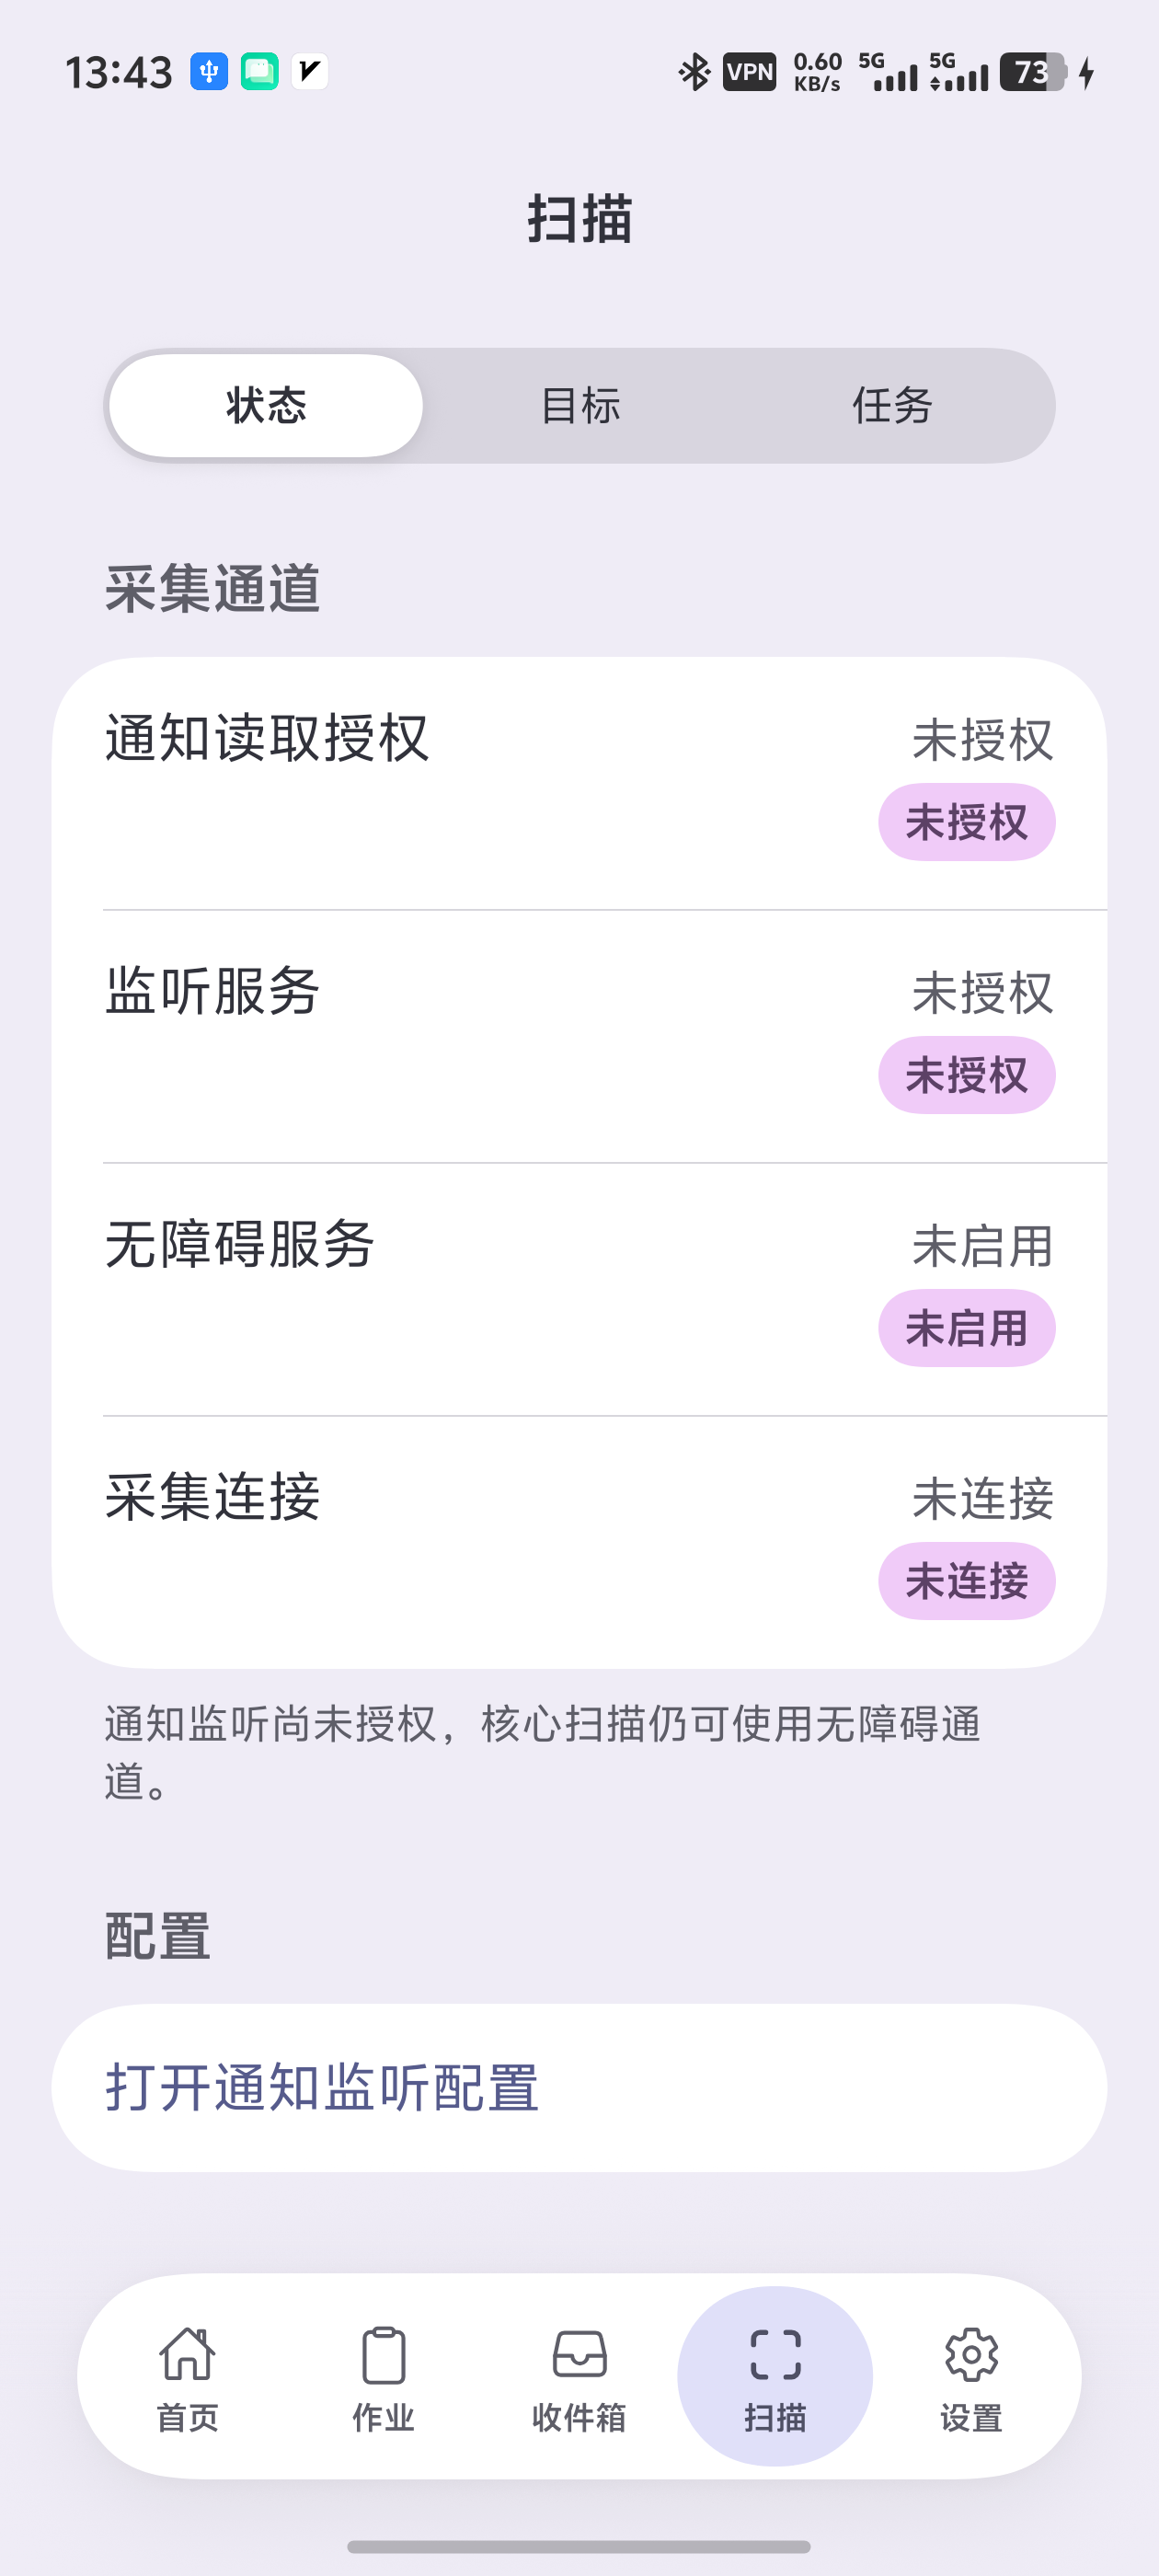 13:43
VPN
0.60
KB/s
5G
5G
73
扫描
状态
目标
任务
采集通道
通知读取授权
未授权
未授权
监听服务
未授权
未授权
无障碍服务
未启用
未启用
采集连接
未连接
未连接
通知监听尚未授权，核心扫描仍可使用无障碍通
道。
配置
打开通知监听配置
首页
作业
收件箱
扫描
设置